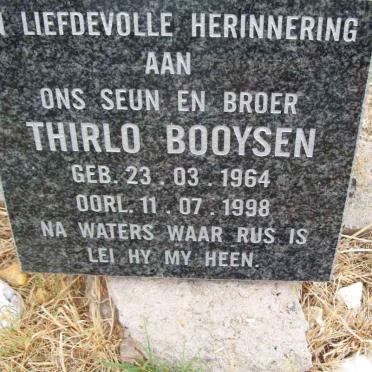 LIEFDEVOLLE HERINNERING
AAN
ONS SEUN EN BROER
THIRLO BOOYSEN
GEB. 23 . 03 . 1964
OORL. 11 . 07 . 1998
NA WATERS WAAR RUS IS
LEI HY MY HEEN.